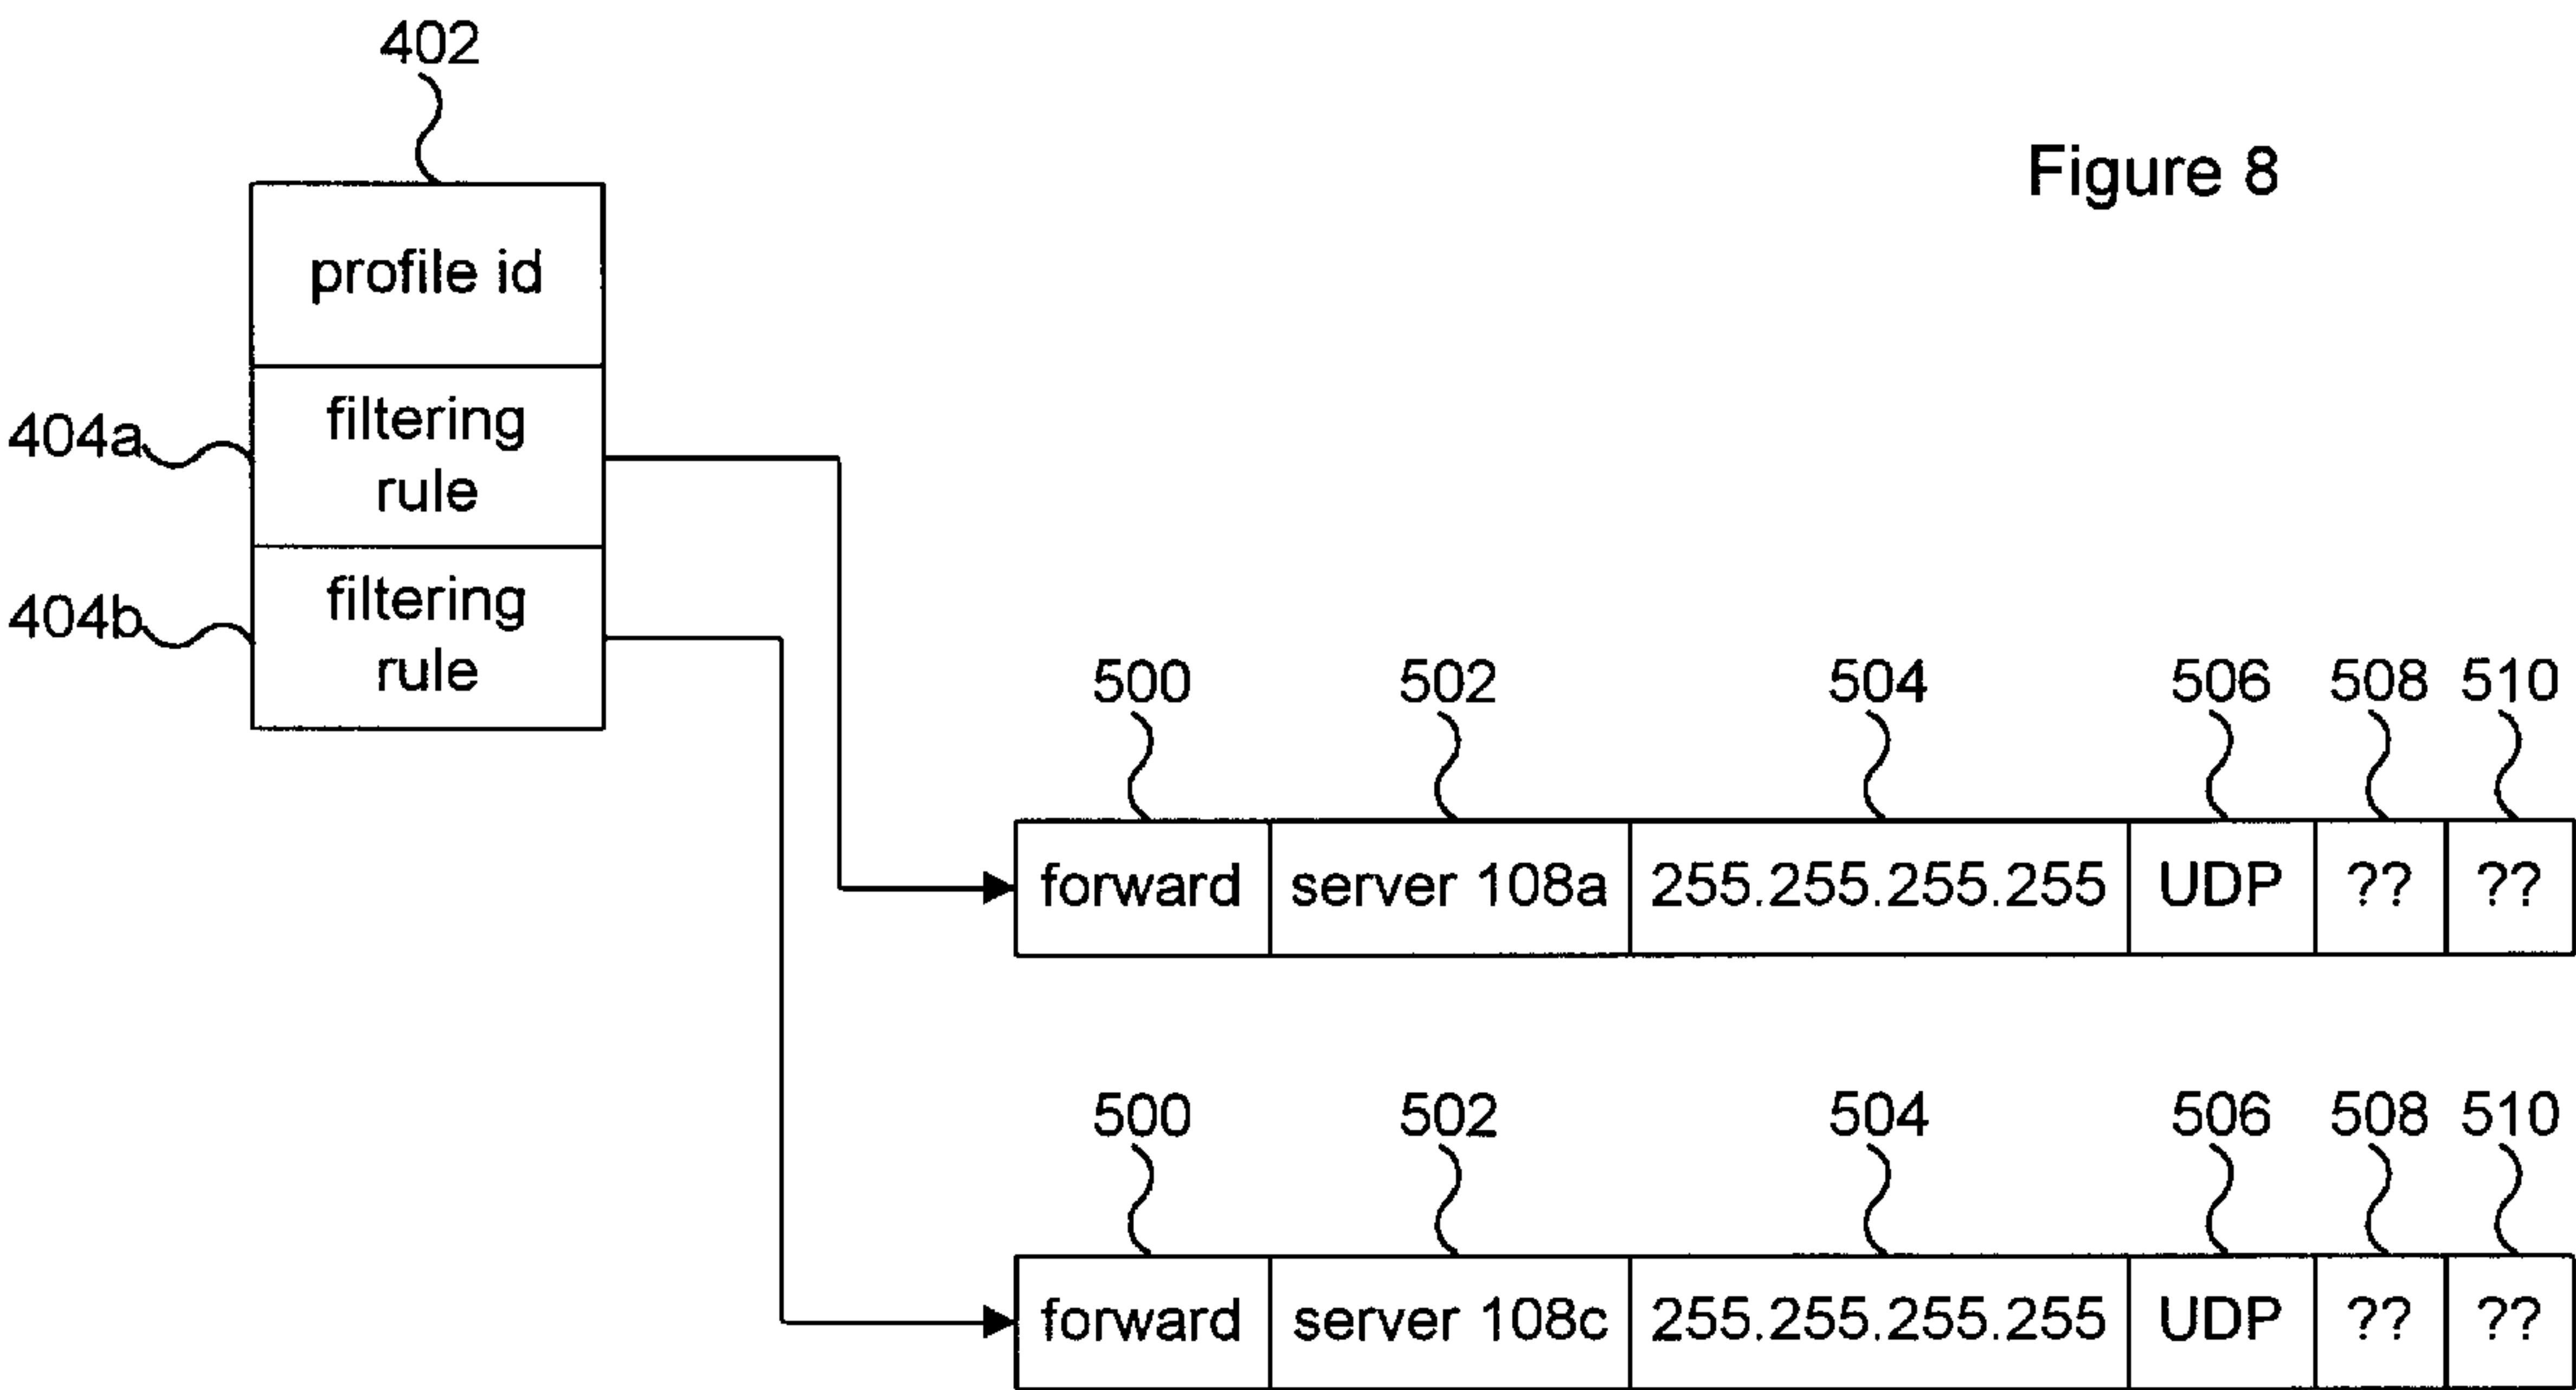 402
Figure 8
profile id
404a
filtering
rule
404b
filtering
rule
500 502 504 506 508 510
forward server 108a 255.255.255.255 UDP ?? ??
500 502 504 506 508 510
forward server 108c 255.255.255.255 UDP ?? ??